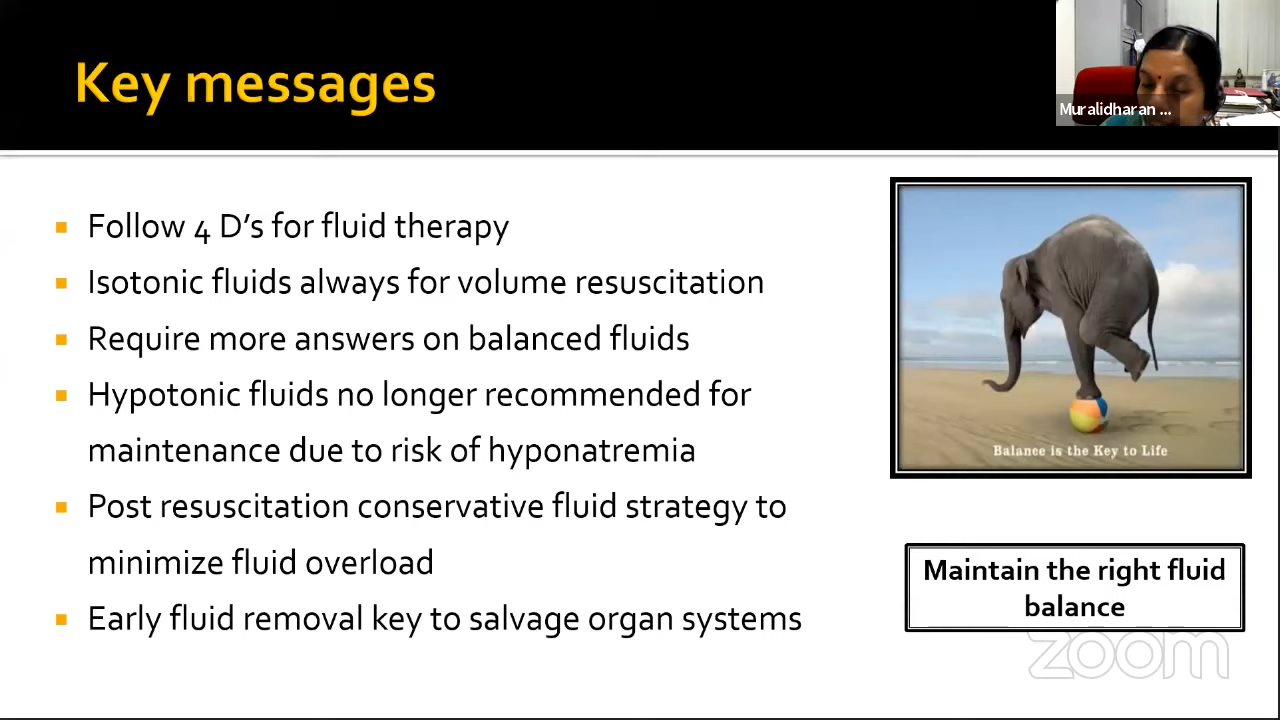 Key messages
Muralidharan ...
Follow 4 D's for fluid therapy
Isotonic fluids always for volume resuscitation
Require more answers on balanced fluids
Hypotonic fluids no longer recommended for
maintenance due to risk of hyponatremia
Post resuscitation conservative fluid strategy to
minimize fluid overload
Early fluid removal key to salvage organ systems
Balance is the Key to Life
Maintain the right fluid
balance
zoom